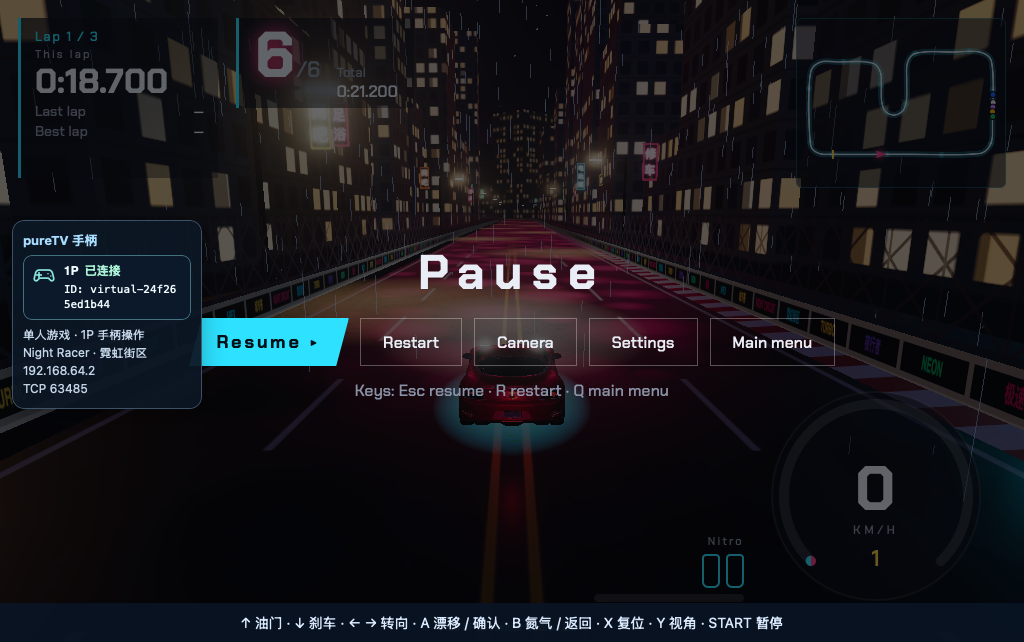 Lap 1 / 3
This lap
0:18.700
Last lap –
Best lap –
6/6
Total
0:21.200
pureTV 手柄
1P 已连接
ID: virtual-24f26
5ed1b44
单人游戏 · 1P 手柄操作
Night Racer · 霓虹街区
192.168.64.2
TCP 63485
Pause
Resume ▸
Restart
Camera
Settings
Main menu
Keys: Esc resume · R restart · Q main menu
NEON
0
KM/H
1
Nitro
↑ 油门 · ↓ 刹车 · ← → 转向 · A 漂移 / 确认 · B 氮气 / 返回 · X 复位 · Y 视角 · START 暂停